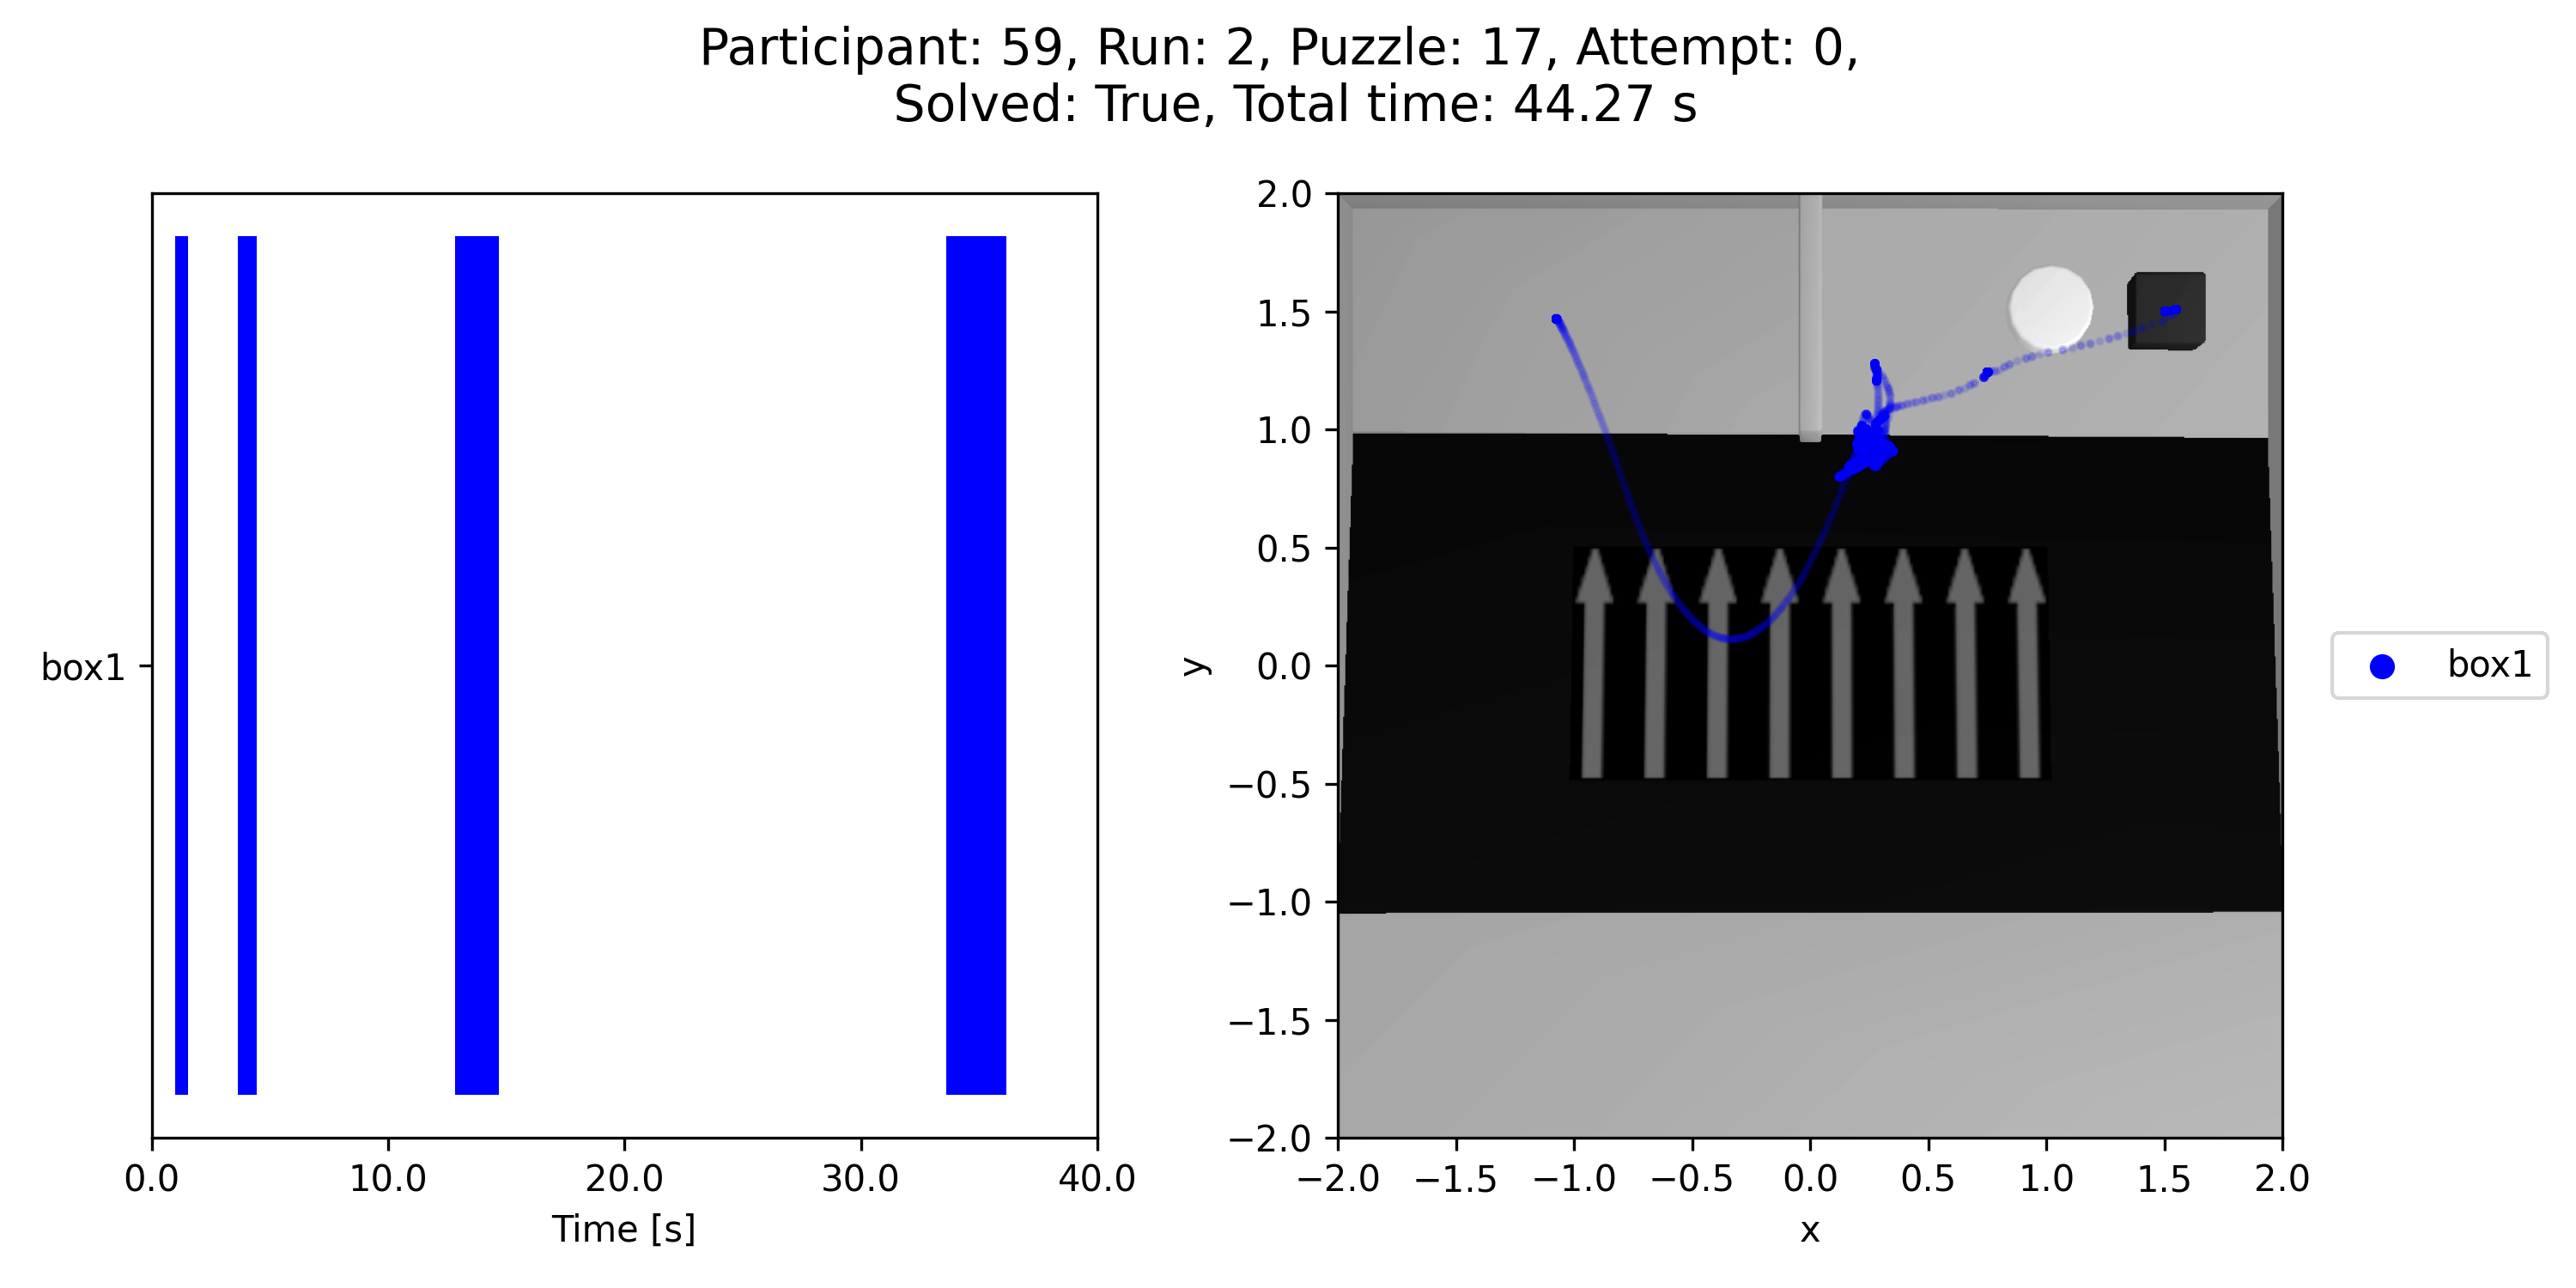 Participant: 59, Run: 2, Puzzle: 17, Attempt: 0,
Solved: True, Total time: 44.27 s
box1
0.0 10.0 20.0 30.0 40.0
Time [s]
2.0
1.5
1.0
0.5
0.0
−0.5
−1.0
−1.5
−2.0
y
−2.0 −1.5 −1.0 −0.5 0.0 0.5 1.0 1.5 2.0
x
box1